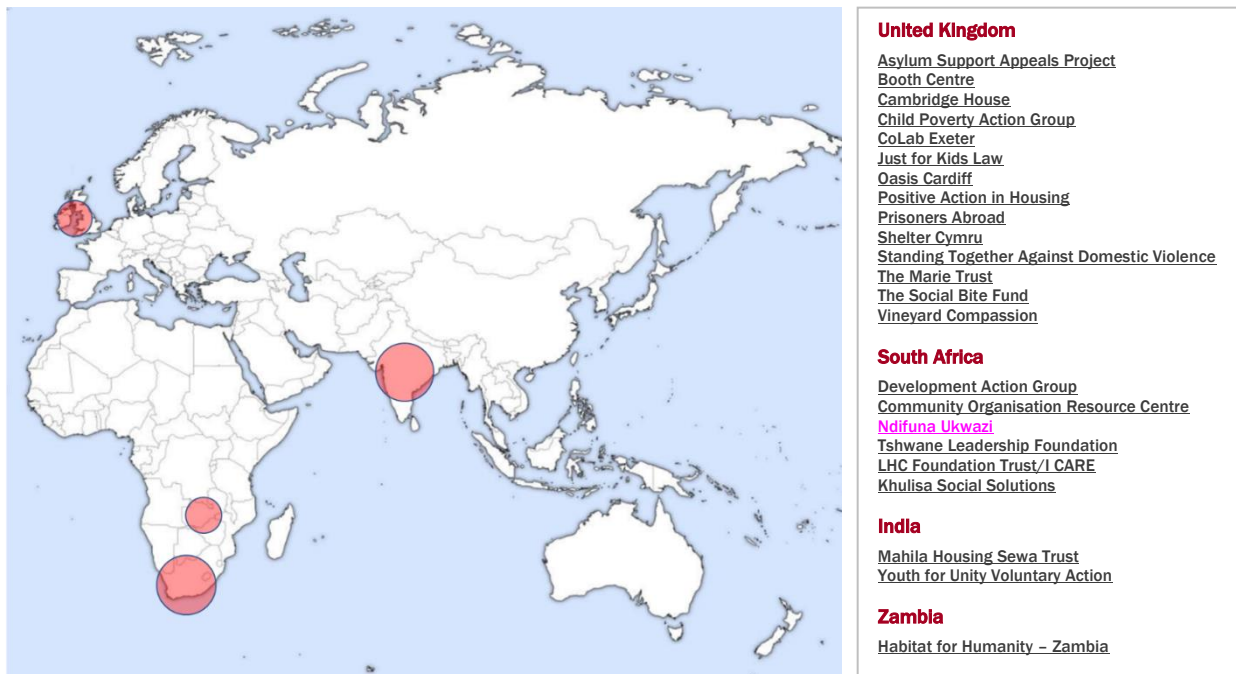 United Kingdom
Asylum Support Appeals Project
Booth Centre
Cambridge House
Child Poverty Action Group
CoLab Exeter
Just for Kids Law
Oasis Cardiff
Positive Action in Housing
Prisoners Abroad
Shelter Cymru
Standing Together Against Domestic Violence
The Marie Trust
The Social Bite Fund
Vineyard Compassion
South Africa
Development Action Group
Community Organisation Resource Centre
Ndifuna Ukwazi
Tshwane Leadership Foundation
LHC Foundation Trust/I CARE
Khulisa Social Solutions
India
Mahila Housing Sewa Trust
Youth for Unity Voluntary Action
Zambia
Habitat for Humanity – Zambia